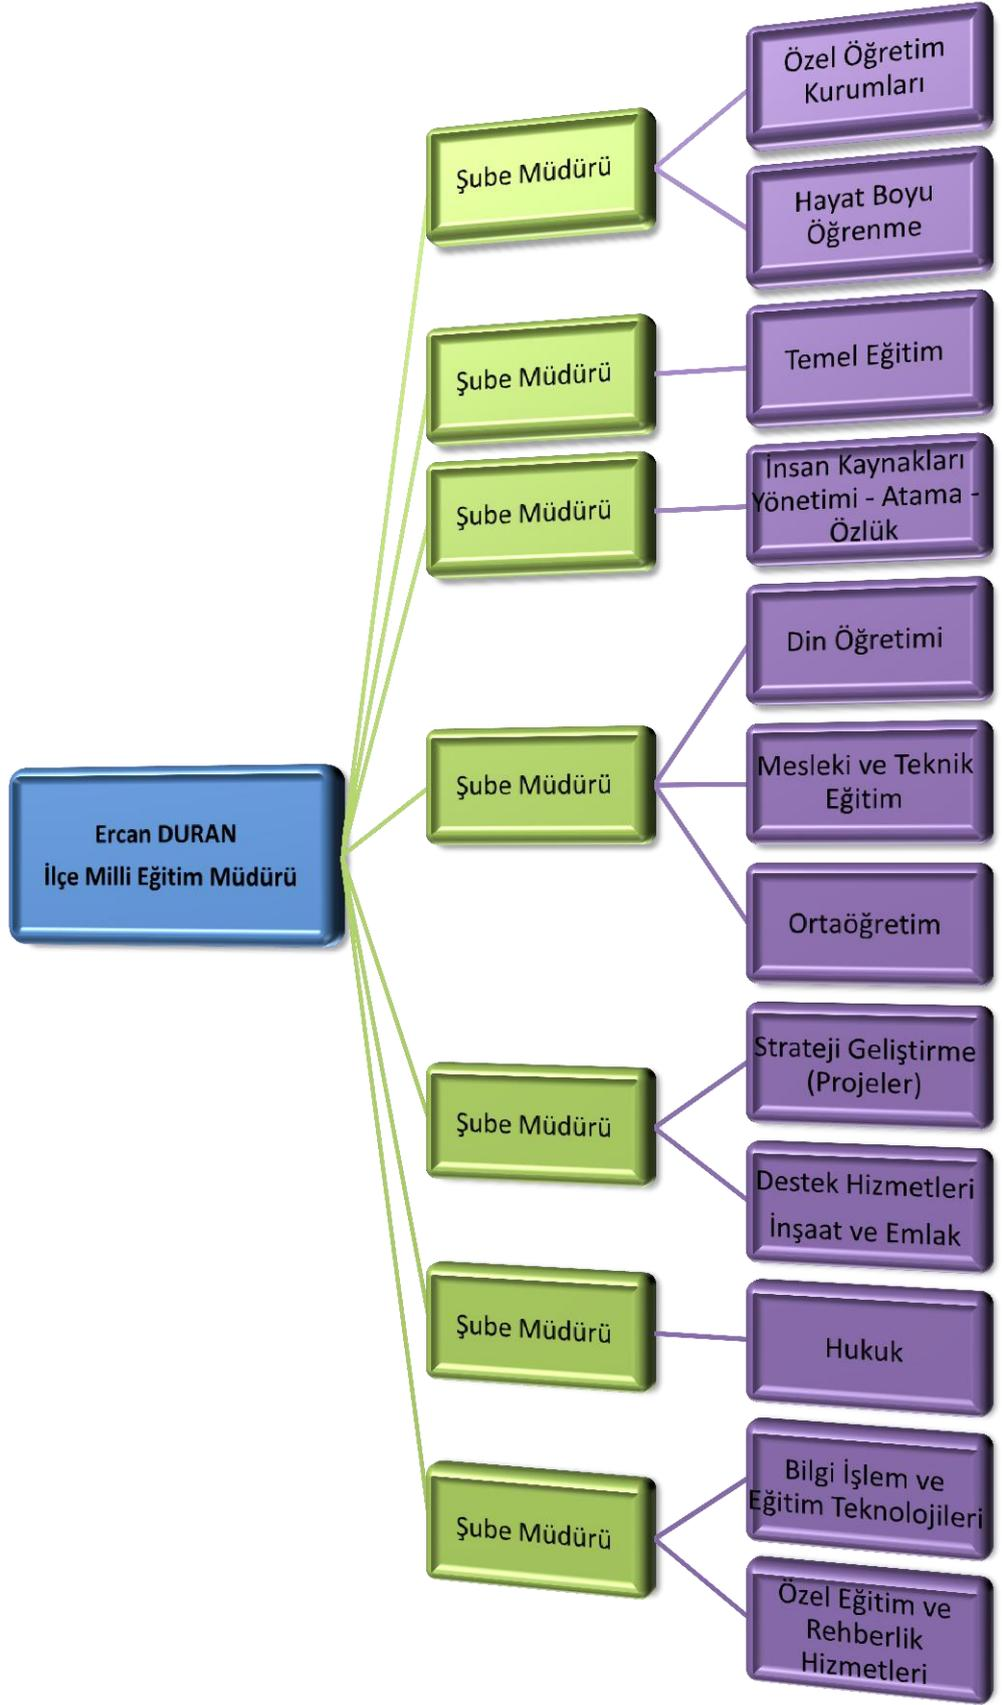 Ercan DURAN
İlçe Milli Eğitim Müdürü
Şube Müdürü
Özel Öğretim
Kurumları
Hayat Boyu
Öğrenme
Şube Müdürü
Temel Eğitim
Şube Müdürü
İnsan Kaynakları
Yönetimi - Atama -
Özlük
Şube Müdürü
Din Öğretimi
Mesleki ve Teknik
Eğitim
Ortaöğretim
Şube Müdürü
Strateji Geliştirme
(Projeler)
Destek Hizmetleri
İnşaat ve Emlak
Şube Müdürü
Hukuk
Şube Müdürü
Bilgi İşlem ve
Eğitim Teknolojileri
Özel Eğitim ve
Rehberlik
Hizmetleri